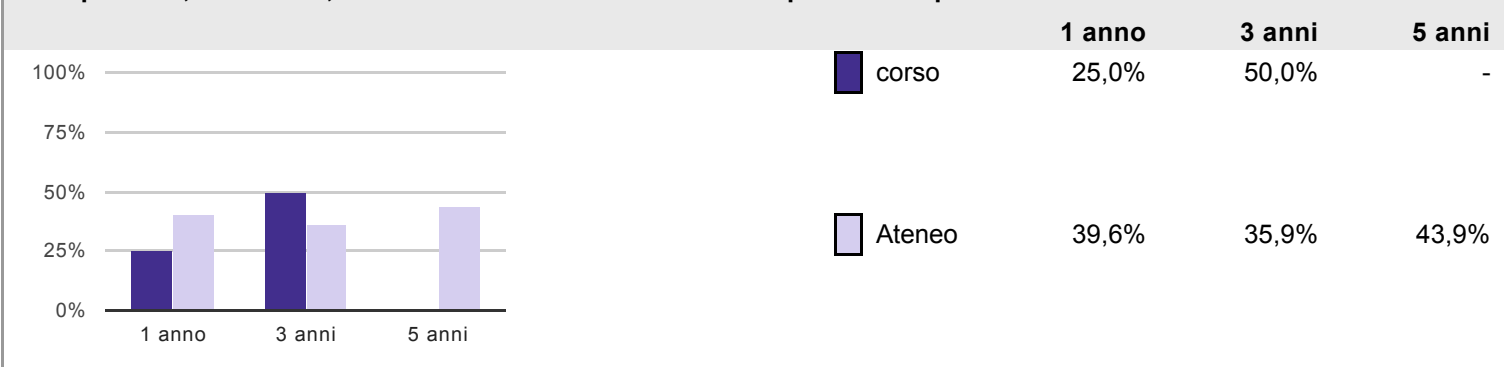 1 anno 3 anni 5 anni
100%
75%
50%
25%
0%
1 anno 3 anni 5 anni
corso 25,0% 50,0% -
Ateneo 39,6% 35,9% 43,9%